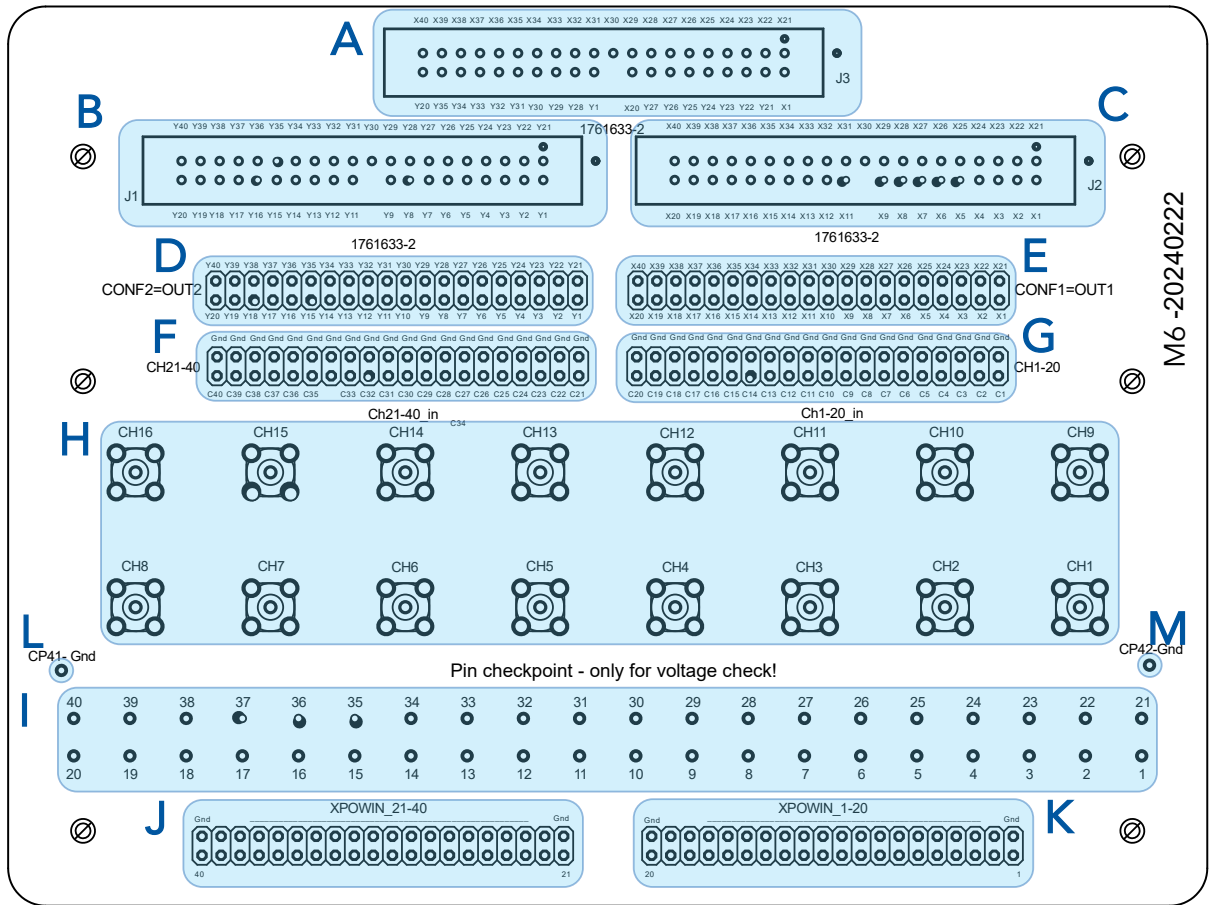 A
X40 X39 X38 X37 X36 X35 X34 X33 X32 X31 X30 X29 X28 X27 X26 X25 X24 X23 X22 X21
J3
Y20 Y35 Y34 Y33 Y32 Y31 Y30 Y29 Y28 Y1 X20 Y27 Y26 Y25 Y24 Y23 Y22 Y21 X1
B
C
1761633-2
Y40 Y39 Y38 Y37 Y36 Y35 Y34 Y33 Y32 Y31 Y30 Y29 Y28 Y27 Y26 Y25 Y24 Y23 Y22 Y21
X40 X39 X38 X37 X36 X35 X34 X33 X32 X31 X30 X29 X28 X27 X26 X25 X24 X23 X22 X21
J1
J2
Y20 Y19 Y18 Y17 Y16 Y15 Y14 Y13 Y12 Y11 Y9 Y8 Y7 Y6 Y5 Y4 Y3 Y2 Y1
X20 X19 X18 X17 X16 X15 X14 X13 X12 X11 X9 X8 X7 X6 X5 X4 X3 X2 X1
1761633-2
1761633-2
M6 -20240222
D
E
Y40 Y39 Y38 Y37 Y36 Y35 Y34 Y33 Y32 Y31 Y30 Y29 Y28 Y27 Y26 Y25 Y24 Y23 Y22 Y21
X40 X39 X38 X37 X36 X35 X34 X33 X32 X31 X30 X29 X28 X27 X26 X25 X24 X23 X22 X21
CONF2=OUT2
CONF1=OUT1
Y20 Y19 Y18 Y17 Y16 Y15 Y14 Y13 Y12 Y11 Y10 Y9 Y8 Y7 Y6 Y5 Y4 Y3 Y2 Y1
X20 X19 X18 X17 X16 X15 X14 X13 X12 X11 X10 X9 X8 X7 X6 X5 X4 X3 X2 X1
F
G
Gnd Gnd Gnd Gnd Gnd Gnd Gnd Gnd Gnd Gnd Gnd Gnd Gnd Gnd Gnd Gnd Gnd Gnd Gnd Gnd
Gnd Gnd Gnd Gnd Gnd Gnd Gnd Gnd Gnd Gnd Gnd Gnd Gnd Gnd Gnd Gnd Gnd Gnd Gnd Gnd
CH21-40
CH1-20
C40 C39 C38 C37 C36 C35 C33 C32 C31 C30 C29 C28 C27 C26 C25 C24 C23 C22 C21
C20 C19 C18 C17 C16 C15 C14 C13 C12 C11 C10 C9 C8 C7 C6 C5 C4 C3 C2 C1
Ch21-40_in
C34
Ch1-20_in
H
CH16 CH15 CH14 CH13 CH12 CH11 CH10 CH9
CH8 CH7 CH6 CH5 CH4 CH3 CH2 CH1
L
M
CP41- Gnd
CP42-Gnd
Pin checkpoint - only for voltage check!
I
40 39 38 37 36 35 34 33 32 31 30 29 28 27 26 25 24 23 22 21
20 19 18 17 16 15 14 13 12 11 10 9 8 7 6 5 4 3 2 1
J
K
XPOWIN_21-40
XPOWIN_1-20
Gnd Gnd
Gnd Gnd
40 21
20 1